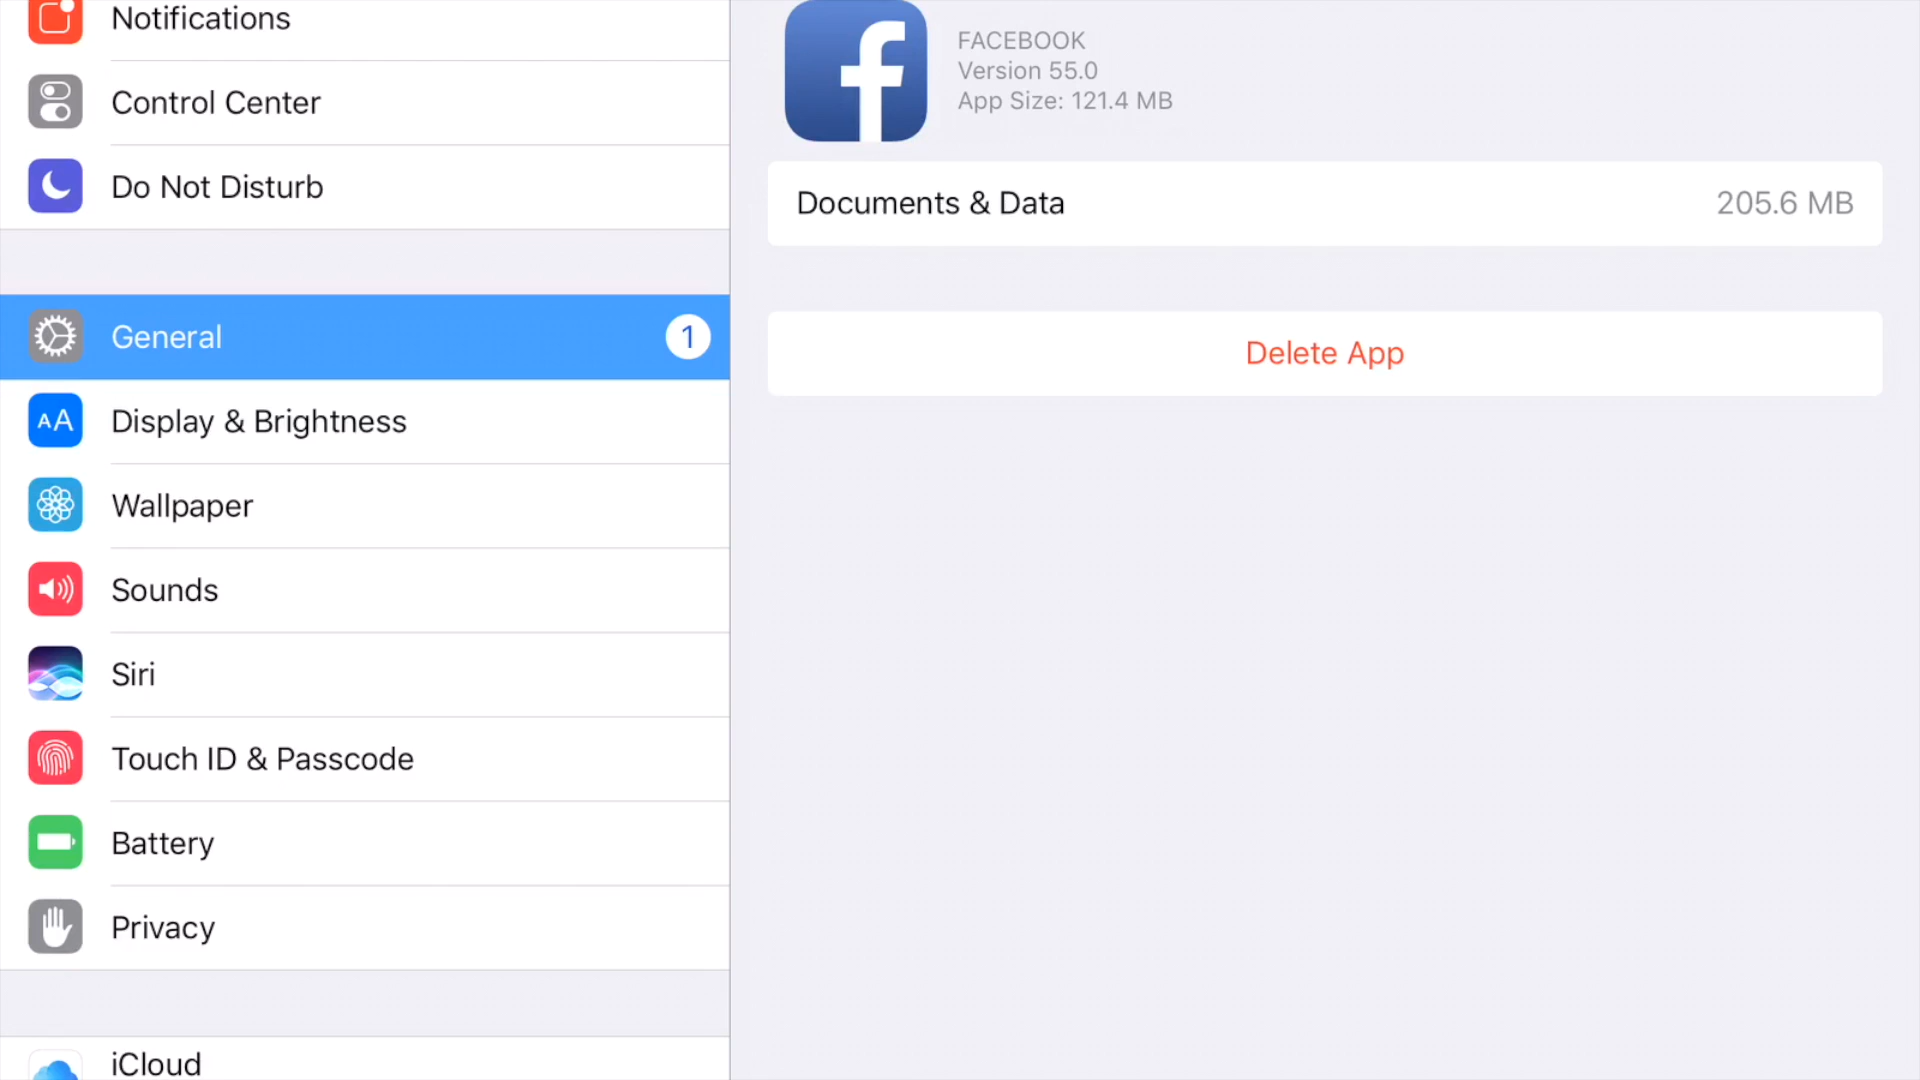 Notifications
Control Center
Do Not Disturb
General 1
Display & Brightness
AA
Wallpaper
Sounds
Siri
Touch ID & Passcode
Battery
Privacy
iCloud
f
FACEBOOK
Version 55.0
App Size: 121.4 MB
Documents & Data 205.6 MB
Delete App